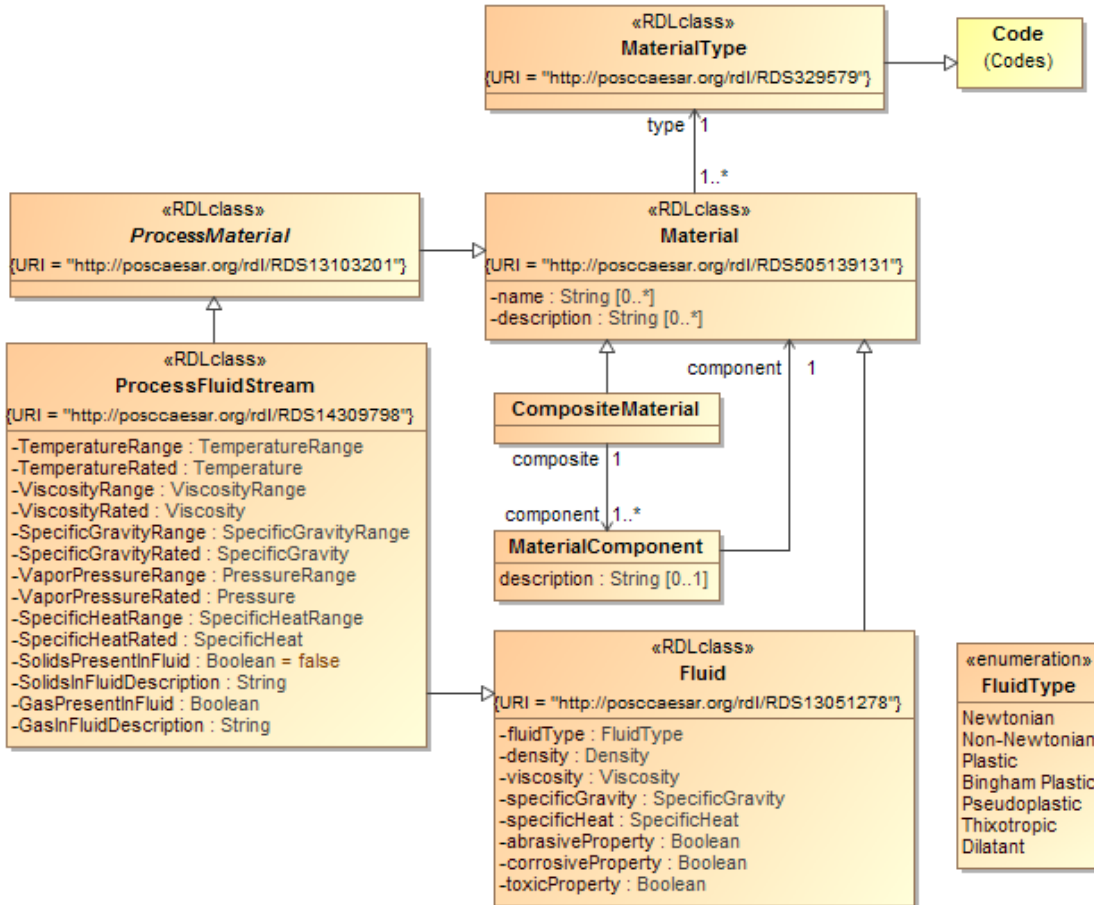 «RDLclass»
MaterialType
{URI = "http://posccaesar.org/rdl/RDS329579"}
Code
(Codes)
type 1
1..*
«RDLclass»
ProcessMaterial
{URI = "http://poscaesar.org/rdl/RDS13103201"}
«RDLclass»
Material
{URI = "http://poscaesar.org/rdl/RDS505139131"}
-name : String [0..*]
-description : String [0..*]
«RDLclass»
ProcessFluidStream
{URI = "http://posccaesar.org/rdl/RDS14309798"}
-TemperatureRange : TemperatureRange
-TemperatureRated : Temperature
-ViscosityRange : ViscosityRange
-ViscosityRated : Viscosity
-SpecificGravityRange : SpecificGravityRange
-SpecificGravityRated : SpecificGravity
-VaporPressureRange : PressureRange
-VaporPressureRated : Pressure
-SpecificHeatRange : SpecificHeatRange
-SpecificHeatRated : SpecificHeat
-SolidsPresentInFluid : Boolean = false
-SolidsInFluidDescription : String
-GasPresentInFluid : Boolean
-GasInFluidDescription : String
component 1
CompositeMaterial
composite 1
component 1..*
MaterialComponent
description : String [0..1]
«RDLclass»
Fluid
{URI = "http://posccaesar.org/rdl/RDS13051278"}
-fluidType : FluidType
-density : Density
-viscosity : Viscosity
-specificGravity : SpecificGravity
-specificHeat : SpecificHeat
-abrasiveProperty : Boolean
-corrosiveProperty : Boolean
-toxicProperty : Boolean
«enumeration»
FluidType
Newtonian
Non-Newtonian
Plastic
Bingham Plastic
Pseudoplastic
Thixotropic
Dilatant